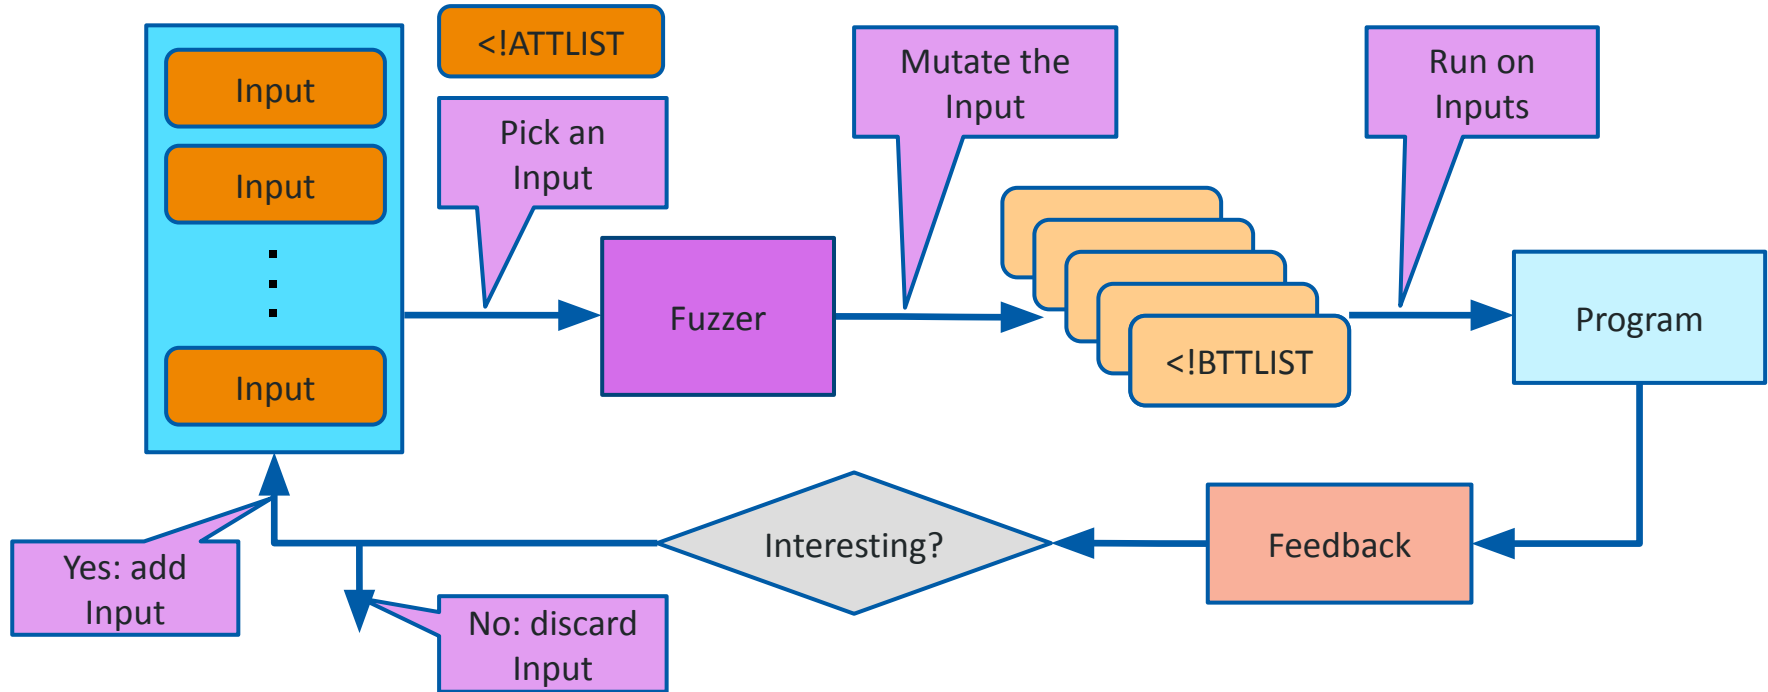 Input
Input
Input
<!ATTLIST
Pick an
Input
Fuzzer
Mutate the
Input
<!BTTLIST
Run on
Inputs
Program
Feedback
Interesting?
Yes: add
Input
No: discard
Input